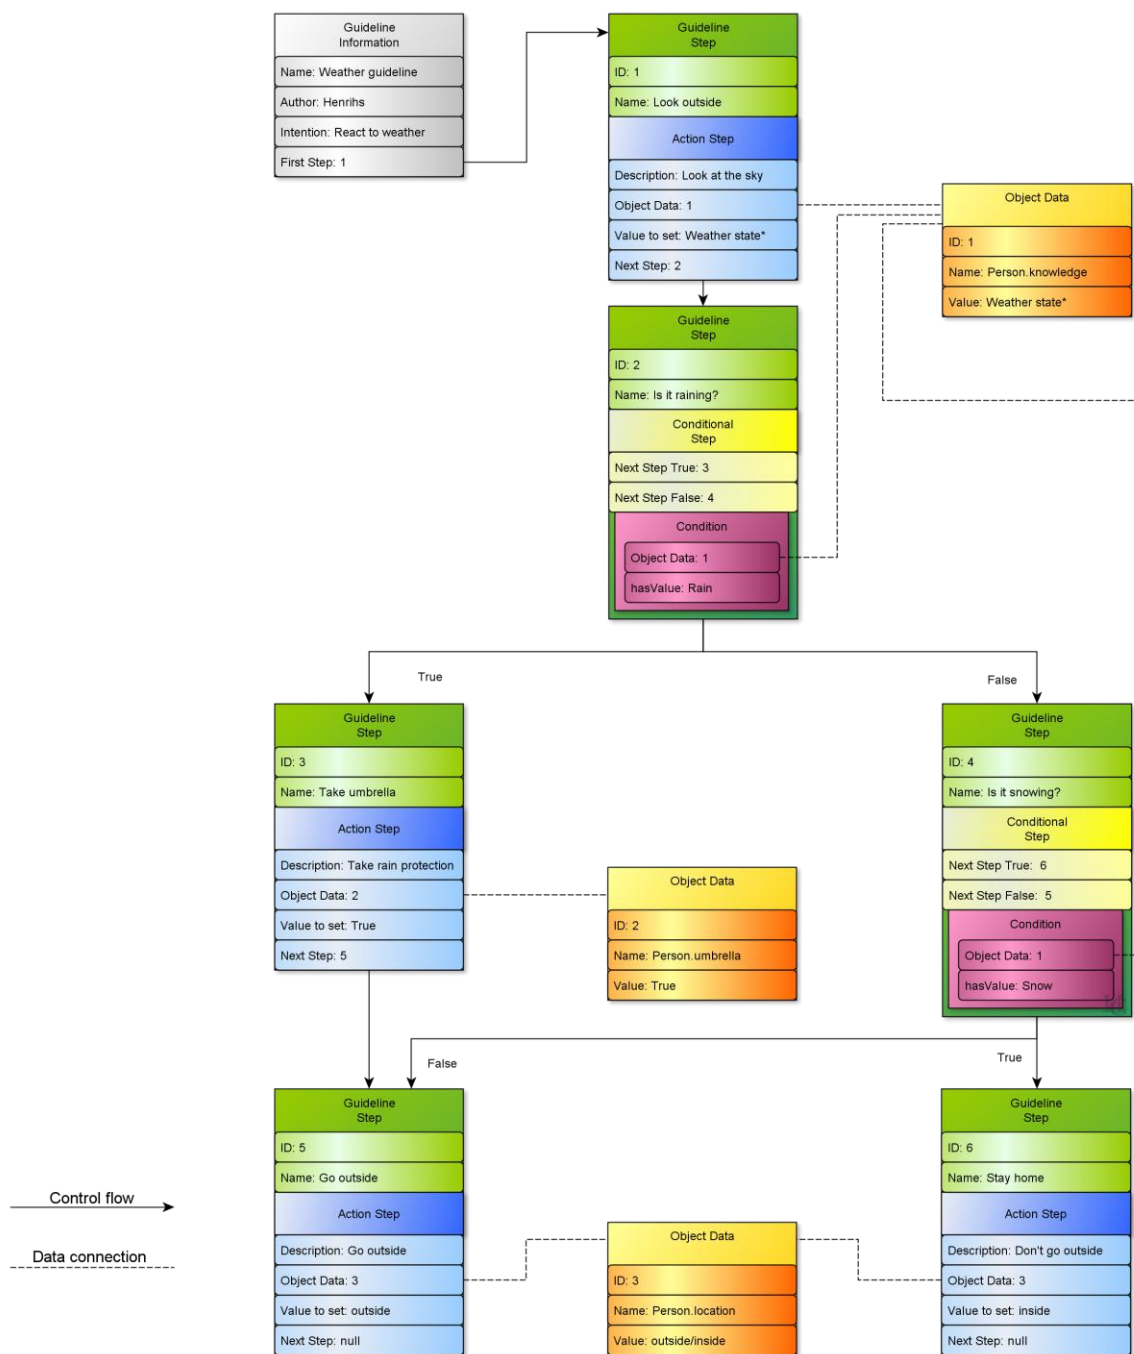 Guideline
Information
Name: Weather guideline
Author: Henrihs
Intention: React to weather
First Step: 1
Guideline
Step
ID: 1
Name: Look outside
Action Step
Description: Look at the sky
Object Data: 1
Value to set: Weather state*
Next Step: 2
Object Data
ID: 1
Name: Person.knowledge
Value: Weather state*
Guideline
Step
ID: 2
Name: Is it raining?
Conditional
Step
Next Step True: 3
Next Step False: 4
Condition
Object Data: 1
hasValue: Rain
True
False
Guideline
Step
ID: 3
Name: Take umbrella
Action Step
Description: Take rain protection
Object Data: 2
Value to set: True
Next Step: 5
Object Data
ID: 2
Name: Person.umbrella
Value: True
Guideline
Step
ID: 4
Name: Is it snowing?
Conditional
Step
Next Step True: 6
Next Step False: 5
Condition
Object Data: 1
hasValue: Snow
False
True
Guideline
Step
ID: 5
Name: Go outside
Action Step
Description: Go outside
Object Data: 3
Value to set: outside
Next Step: null
Object Data
ID: 3
Name: Person.location
Value: outside/inside
Guideline
Step
ID: 6
Name: Stay home
Action Step
Description: Don't go outside
Object Data: 3
Value to set: inside
Next Step: null
Control flow
Data connection